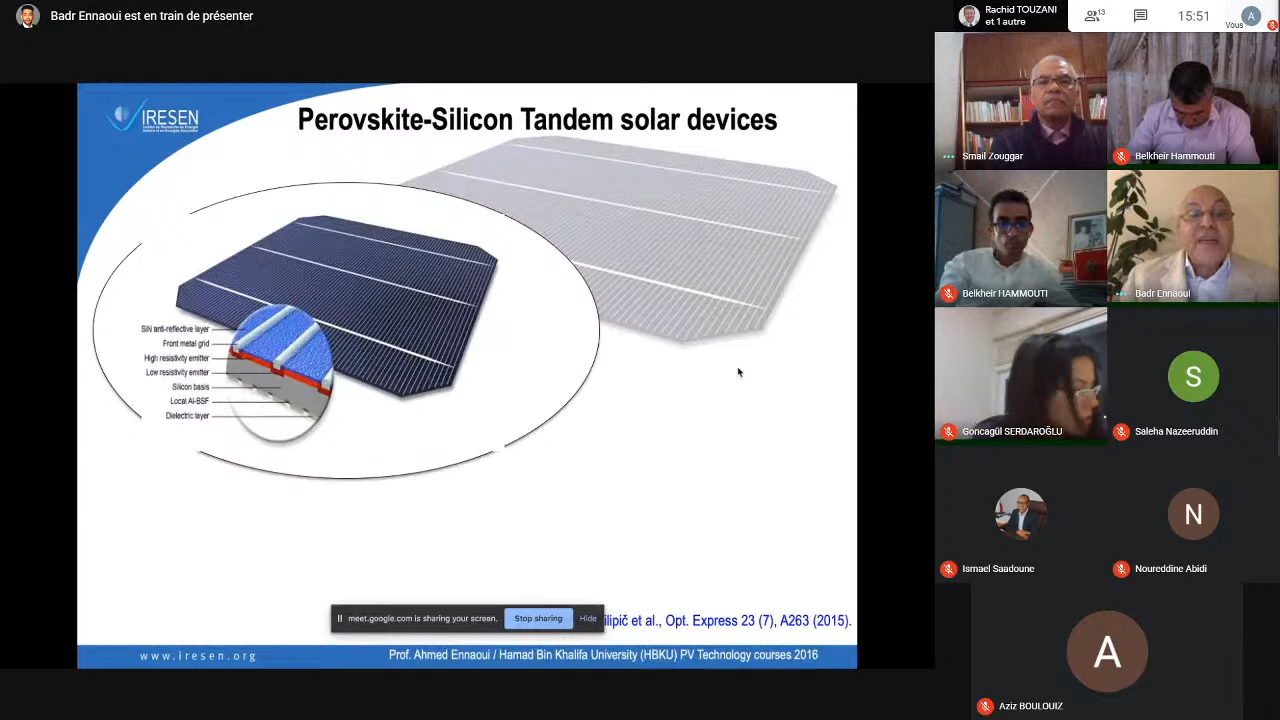 Badr Ennaoui est en train de présenter
Rachid TOUZANI
et 1 autre
13
15:51
A
Vous
IRESEN
Perovskite-Silicon Tandem solar devices
SiN anti-reflective layer
Front metal grid
High resistivity emitter
Low resistivity emitter
Silicon basis
Local Al-BSF
Dielectric layer
meet.google.com is sharing your screen.
Stop sharing
Hide
ilipič et al., Opt. Express 23 (7), A263 (2015).
www.iresen.org
Prof. Ahmed Ennaoui / Hamad Bin Khalifa University (HBKU) PV Technology courses 2016
Smail Zouggar
Belkheir Hammouti
Belkheir HAMMOUTI
Badr Ennaoui
Goncagül SERDAROĞLU
S
Saleha Nazeeruddin
Ismael Saadoune
N
Noureddine Abidi
A
Aziz BOULOUIZ